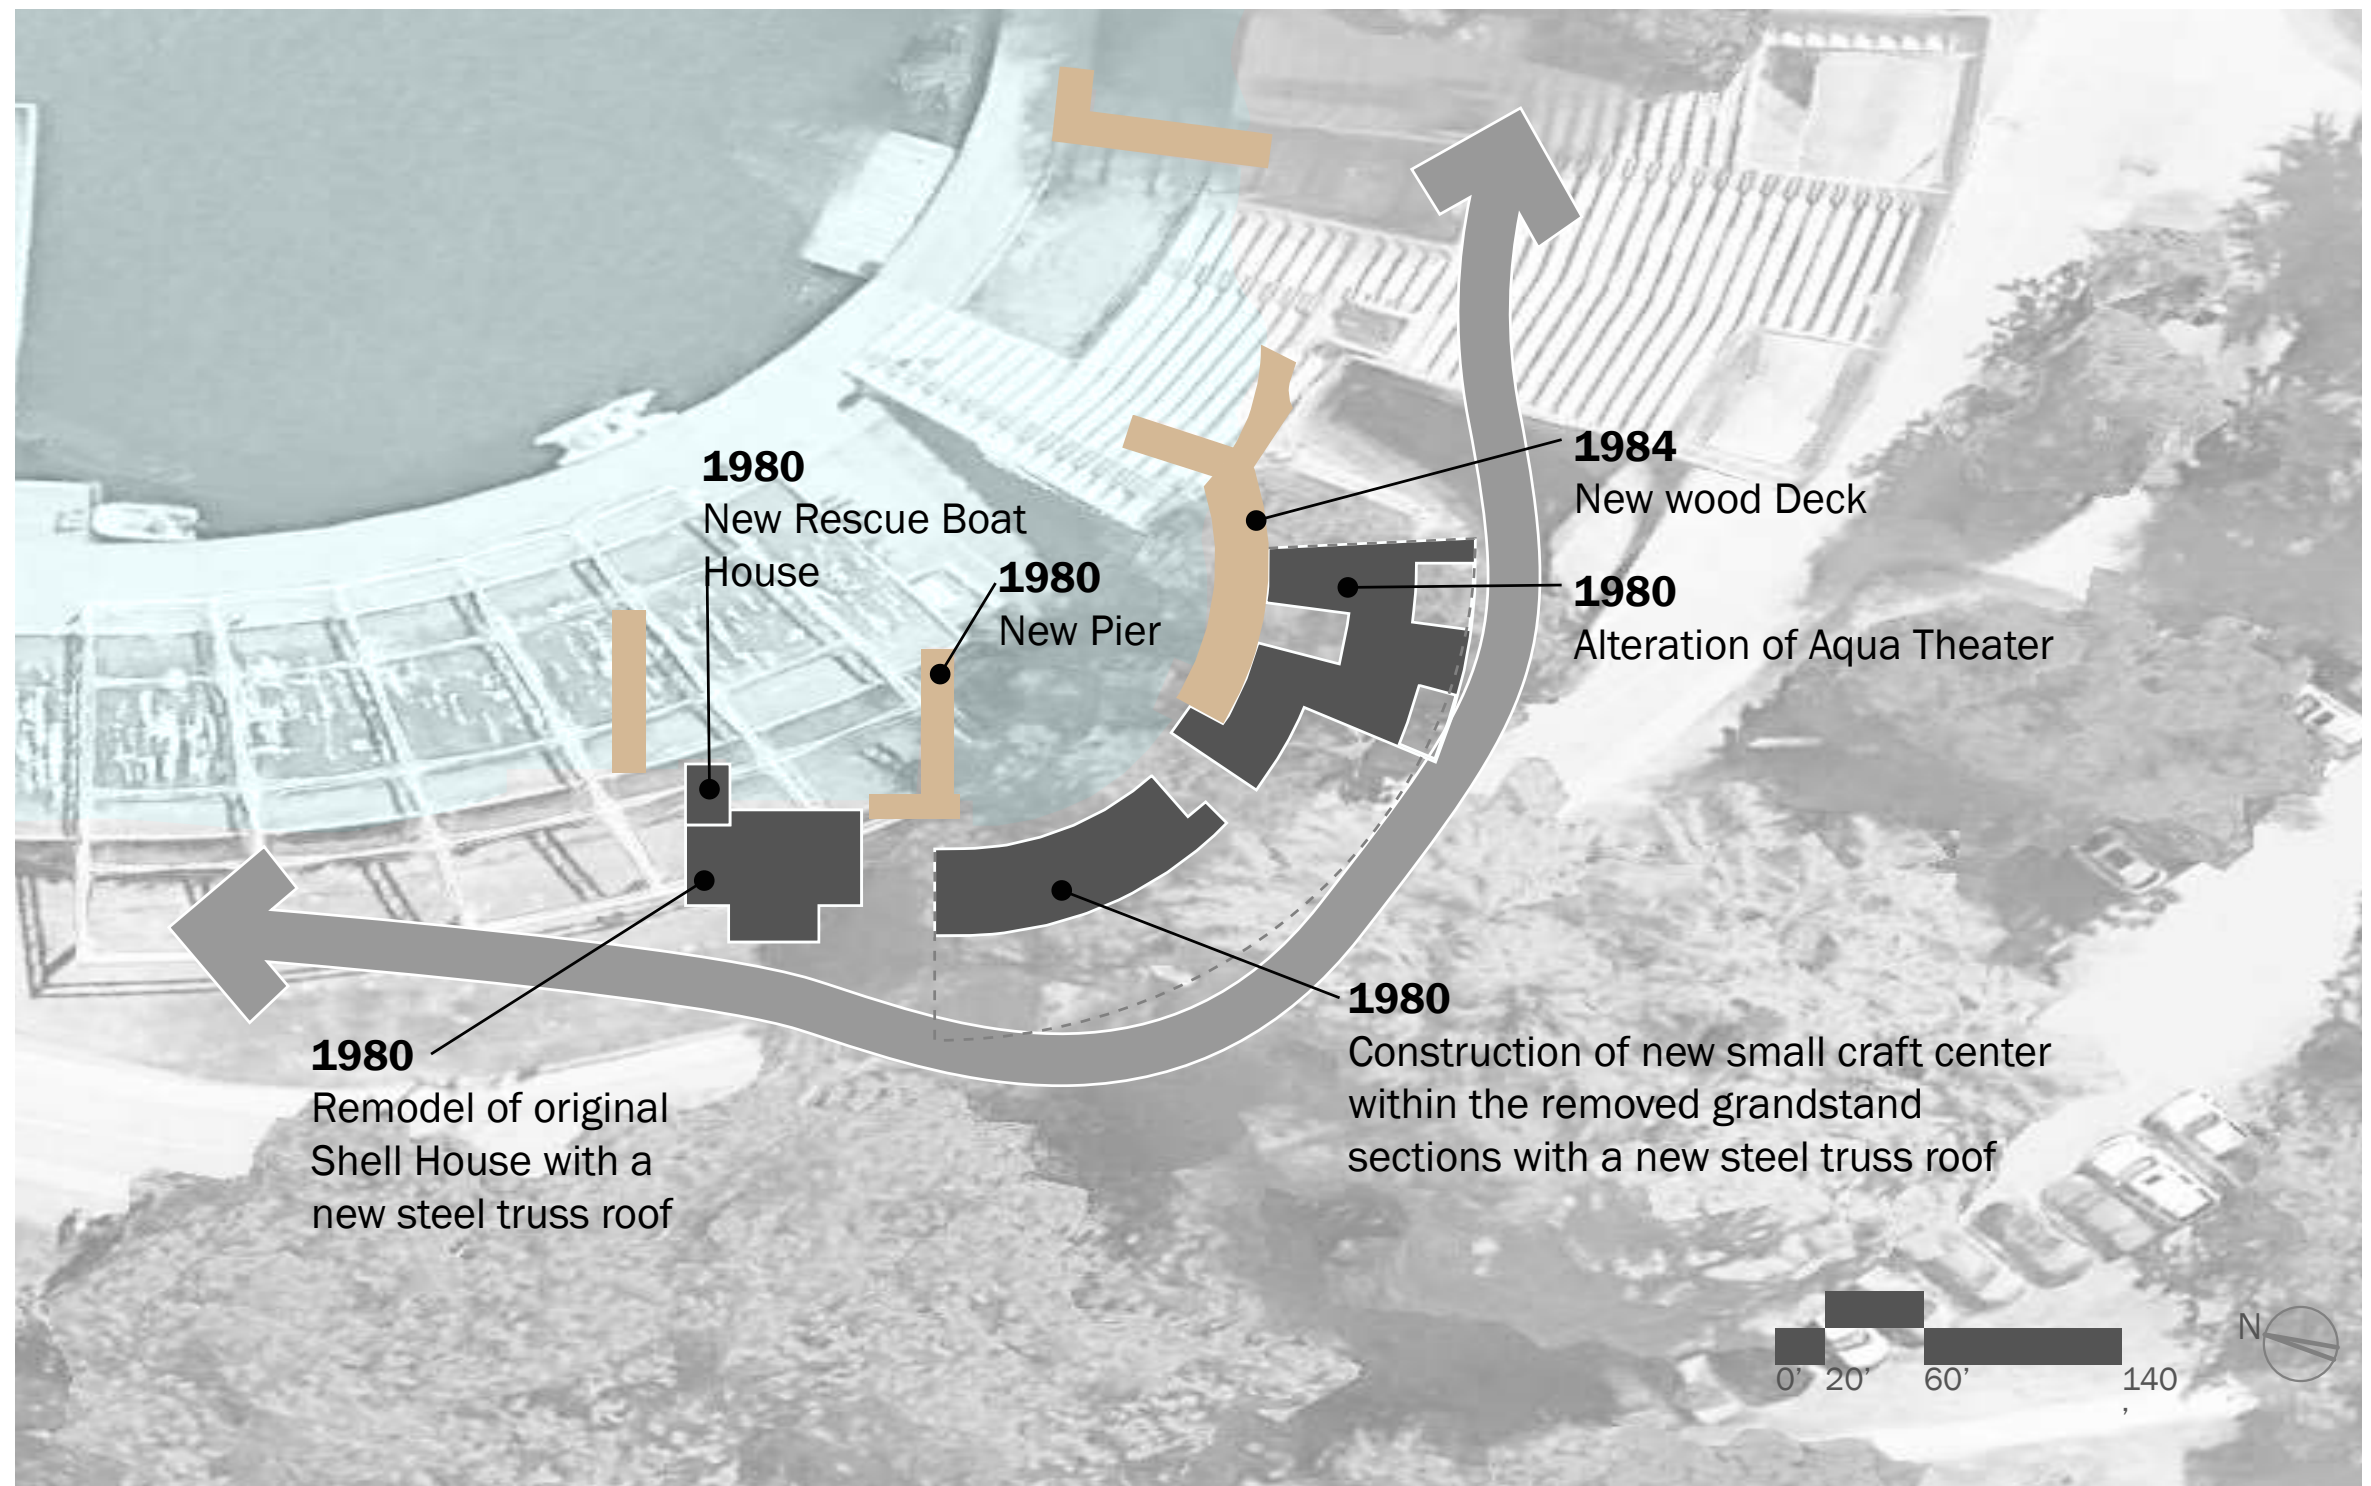 1980
New Rescue Boat
House
1980
New Pier
1984
New wood Deck
1980
Alteration of Aqua Theater
1980
Construction of new small craft center
within the removed grandstand
sections with a new steel truss roof
1980
Remodel of original
Shell House with a
new steel truss roof
0’ 20’ 60’ 140
’
N